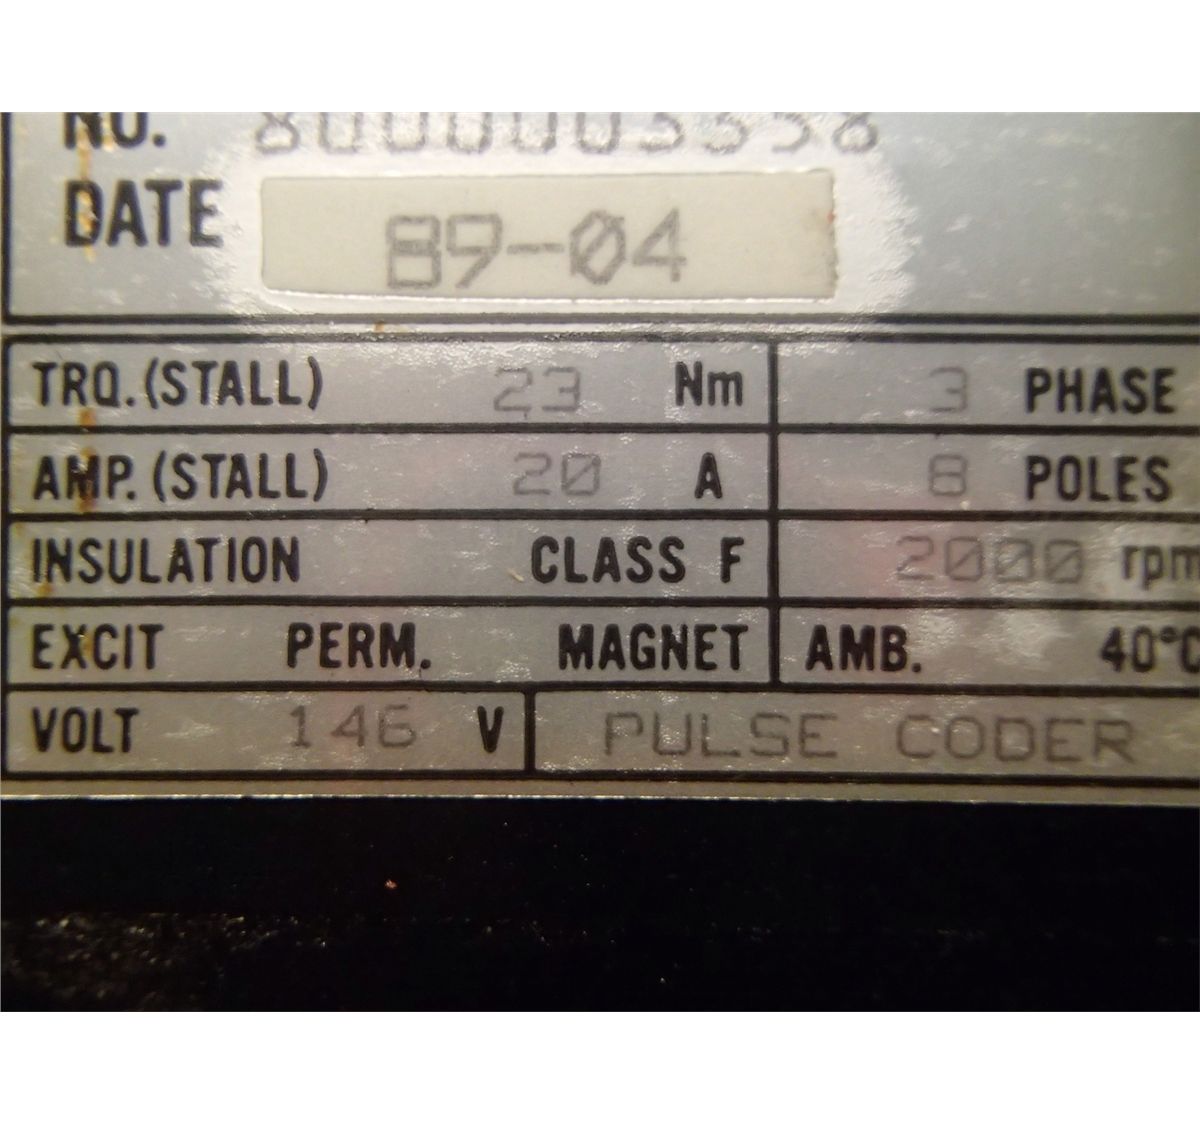 NO.
DATE 89-04
TRQ.(STALL) 23 Nm 3 PHASE
AMP.(STALL) 20 A 8 POLES
INSULATION CLASS F 2000 rpm
EXCIT PERM. MAGNET AMB. 40°C
VOLT 146 V PULSE CODER